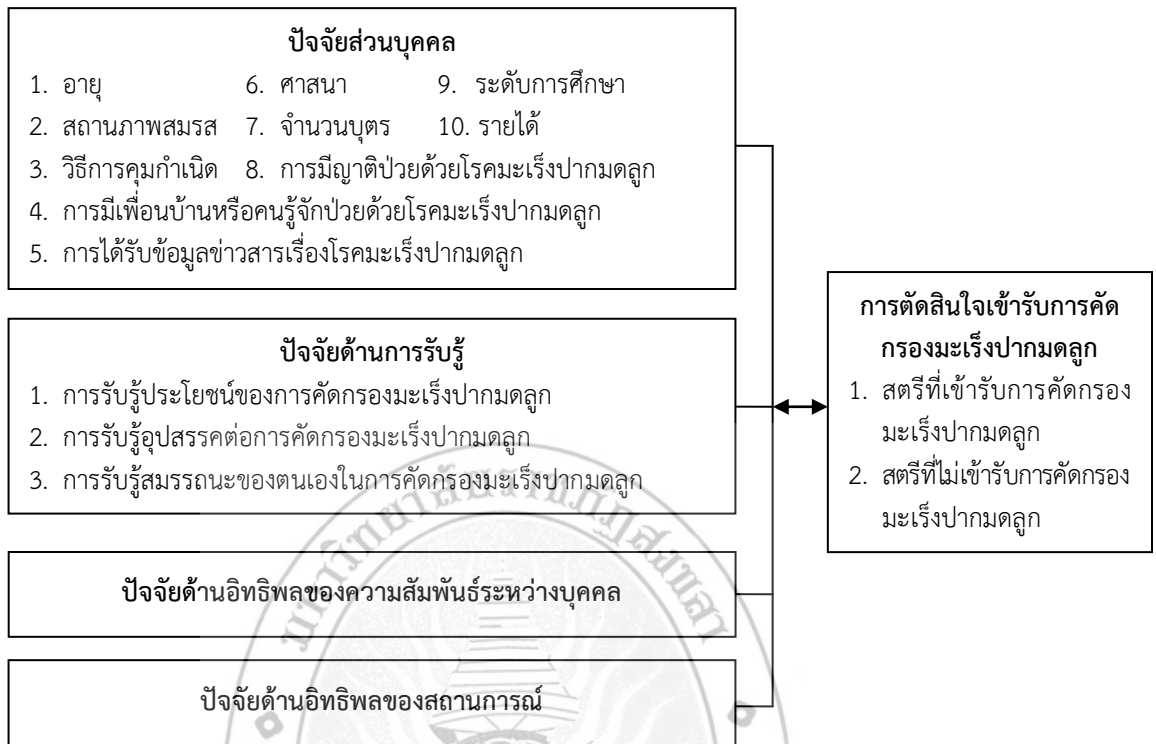 ปัจจัยส่วนบุคคล
1. อายุ 6. ศาสนา 9. ระดับการศึกษา
2. สถานภาพสมรส 7. จำนวนบุตร 10. รายได้
3. วิธีการคุมกำเนิด 8. การมีญาติป่วยด้วยโรคมะเร็งปากมดลูก
4. การมีเพื่อนบ้านหรือคนรู้จักป่วยด้วยโรคมะเร็งปากมดลูก
5. การได้รับข้อมูลข่าวสารเรื่องโรคมะเร็งปากมดลูก
ปัจจัยด้านการรับรู้
1. การรับรู้ประโยชน์ของการคัดกรองมะเร็งปากมดลูก
2. การรับรู้อุปสรรคต่อการคัดกรองมะเร็งปากมดลูก
3. การรับรู้สมรรถนะของตนเองในการคัดกรองมะเร็งปากมดลูก
ปัจจัยด้านอิทธิพลของความสัมพันธ์ระหว่างบุคคล
ปัจจัยด้านอิทธิพลของสถานการณ์
การตัดสินใจเข้ารับการคัด
กรองมะเร็งปากมดลูก
1. สตรีที่เข้ารับการคัดกรอง
มะเร็งปากมดลูก
2. สตรีที่ไม่เข้ารับการคัดกรอง
มะเร็งปากมดลูก
มหาวิทยาลัยราชภัฏสงขลา